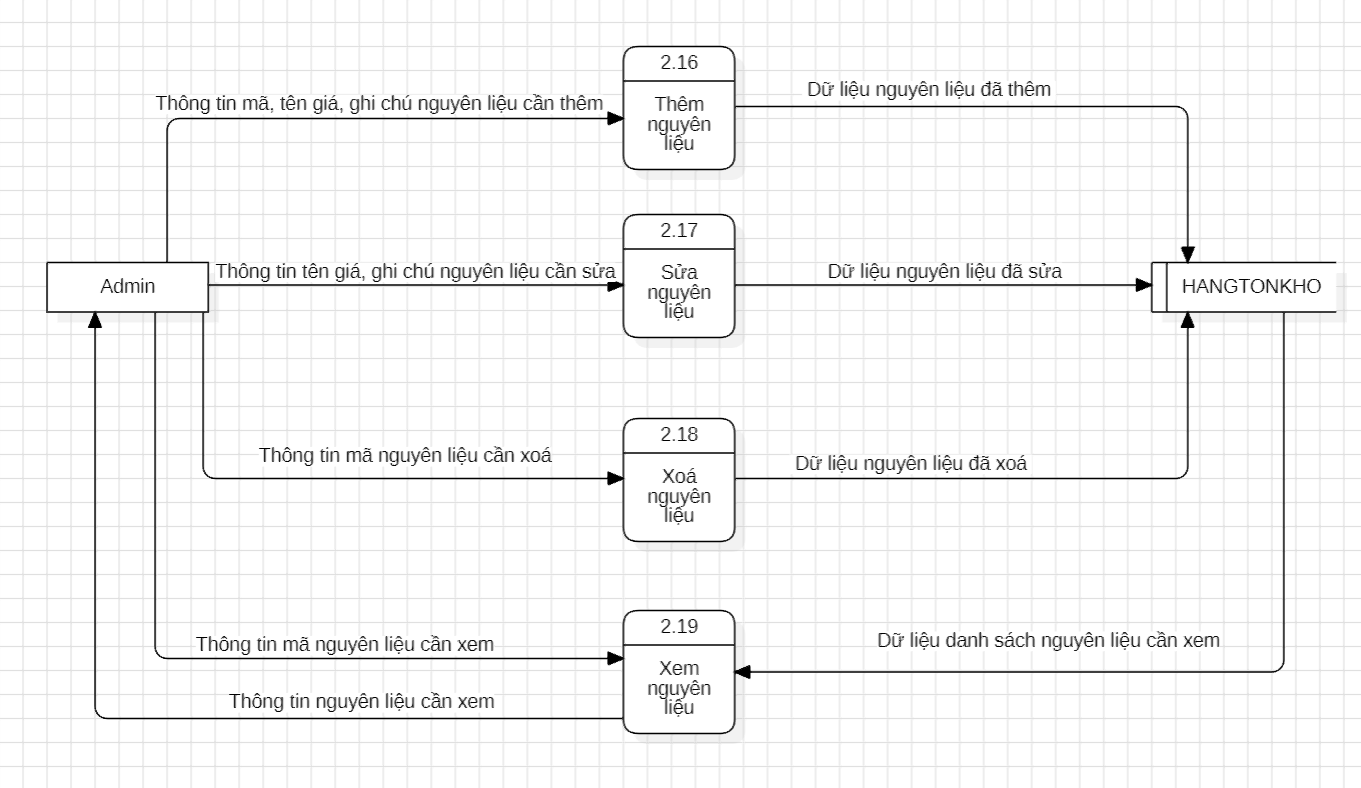 2.16
Thêm
nguyên
liệu
Thông tin mã, tên giá, ghi chú nguyên liệu cần thêm
Dữ liệu nguyên liệu đã thêm
2.17
Sửa
nguyên
liệu
Thông tin tên giá, ghi chú nguyên liệu cần sửa
Dữ liệu nguyên liệu đã sửa
Admin
HANGTONKHO
2.18
Xoá
nguyên
liệu
Thông tin mã nguyên liệu cần xoá
Dữ liệu nguyên liệu đã xoá
2.19
Xem
nguyên
liệu
Thông tin mã nguyên liệu cần xem
Dữ liệu danh sách nguyên liệu cần xem
Thông tin nguyên liệu cần xem